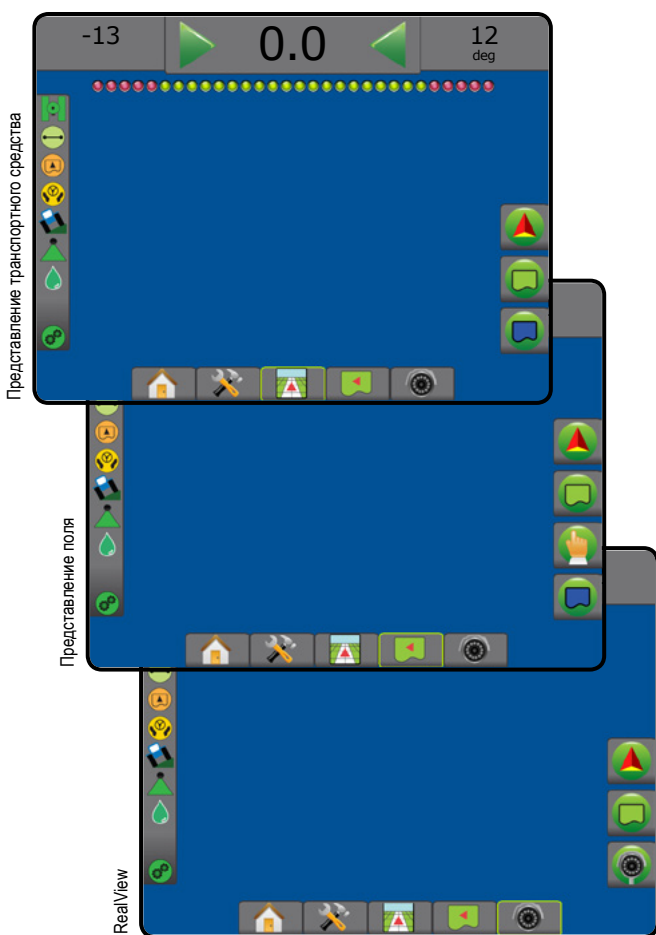 -13
0.0
12
deg
Представление транспортного средства
Представление поля
RealView